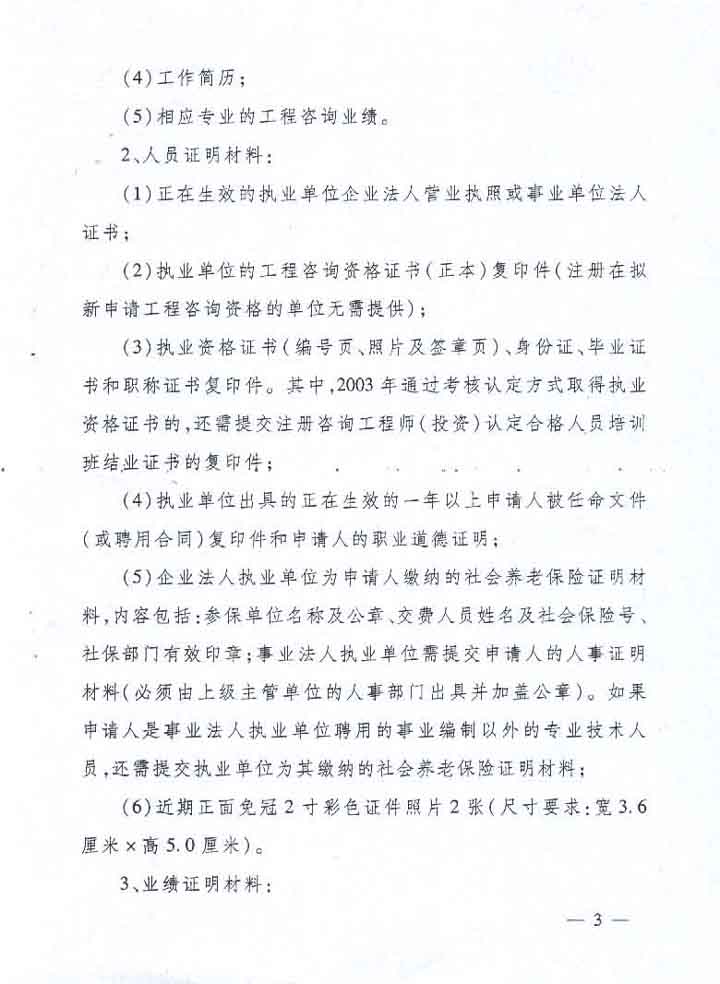 (4)工作简历;
(5)相应专业的工程咨询业绩。
2、人员证明材料:
(1)正在生效的执业单位企业法人营业执照或事业单位法人
证书;
(2)执业单位的工程咨询资格证书(正本)复印件(注册在拟
新申请工程咨询资格的单位无需提供);
(3)执业资格证书(编号页、照片及签章页)、身份证、毕业证
书和职称证书复印件。其中,2003年通过考核认定方式取得执业
资格证书的,还需提交注册咨询工程师(投资)认定合格人员培训
班结业证书的复印件;
(4)执业单位出具的正在生效的一年以上申请人被任命文件
(或聘用合同)复印件和申请人的职业道德证明;
(5)企业法人执业单位为申请人缴纳的社会养老保险证明材
料,内容包括:参保单位名称及公章、交费人员姓名及社会保险号、
社保部门有效印章;事业法人执业单位需提交申请人的人事证明
材料(必须由上级主管单位的人事部门出具并加盖公章)。如果
申请人是事业法人执业单位聘用的事业编制以外的专业技术人
员,还需提交执业单位为其缴纳的社会养老保险证明材料;
(6)近期正面免冠2寸彩色证件照片2张(尺寸要求:宽3.6
厘米×高5.0厘米)。
3、业绩证明材料:
— 3 —